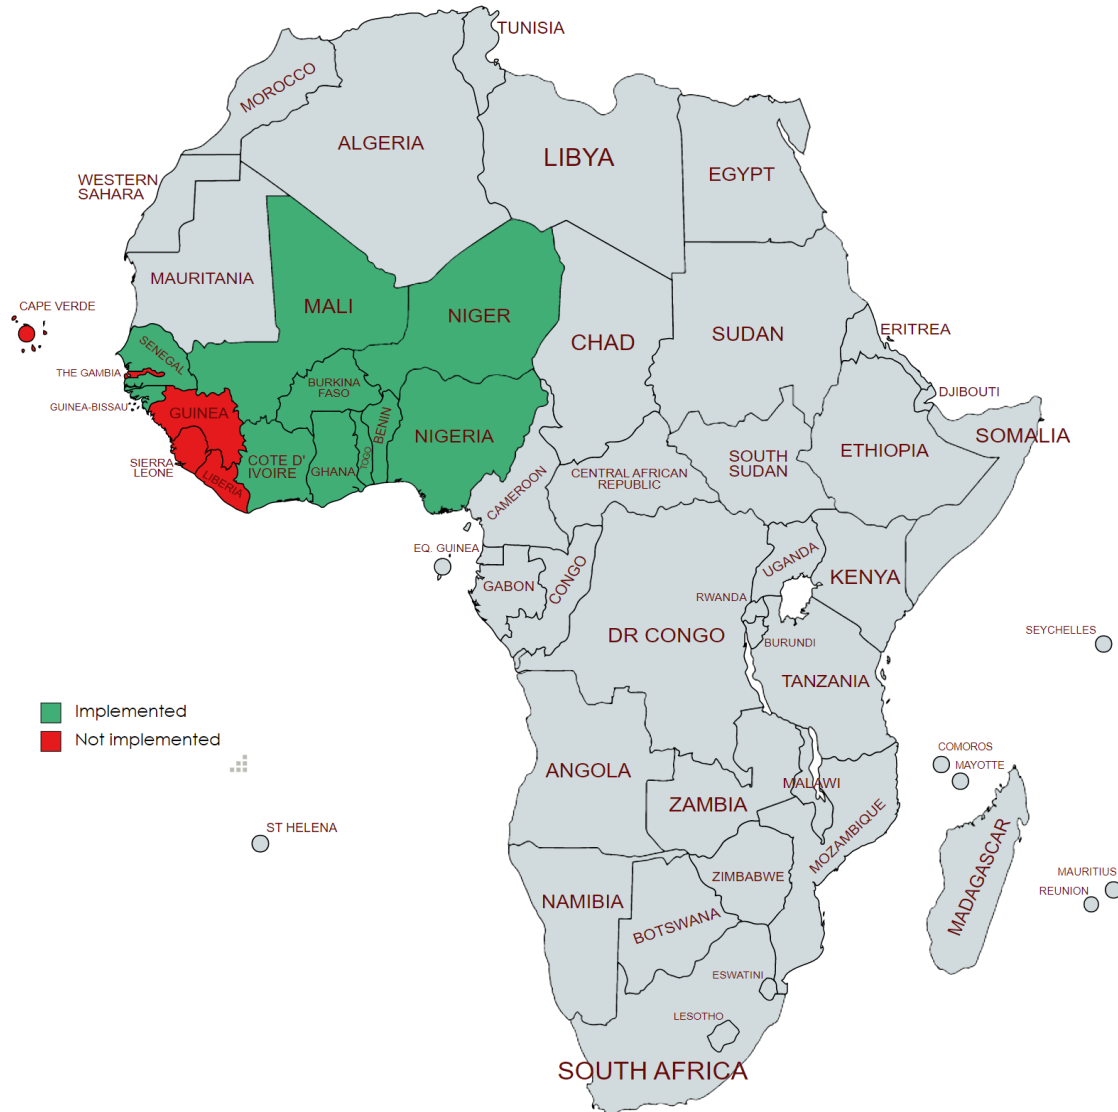 TUNISIA
MOROCCO
ALGERIA
LIBYA
EGYPT
WESTERN
SAHARA
MAURITANIA
MALI
NIGER
CHAD
SUDAN
ERITREA
CAPE VERDE
SENEGAL
THE GAMBIA
GUINEA-BISSAU
GUINEA
BURKINA
FASO
BENIN
NIGERIA
DJIBOUTI
SOMALIA
ETHIOPIA
SOUTH
SUDAN
SIERRA
LEONE
LIBERIA
COTE D'
IVOIRE
GHANA
TOGO
CENTRAL AFRICAN
REPUBLIC
CAMEROON
EQ. GUINEA
GABON
CONGO
UGANDA
KENYA
RWANDA
DR CONGO
BURUNDI
SEYCHELLES
TANZANIA
Implemented
Not implemented
COMOROS
MAYOTTE
ANGOLA
MALAWI
ZAMBIA
ST HELENA
MOZAMBIQUE
MADAGASCAR
ZIMBABWE
MAURITIUS
REUNION
NAMIBIA
BOTSWANA
ESWATINI
LESOTHO
SOUTH AFRICA